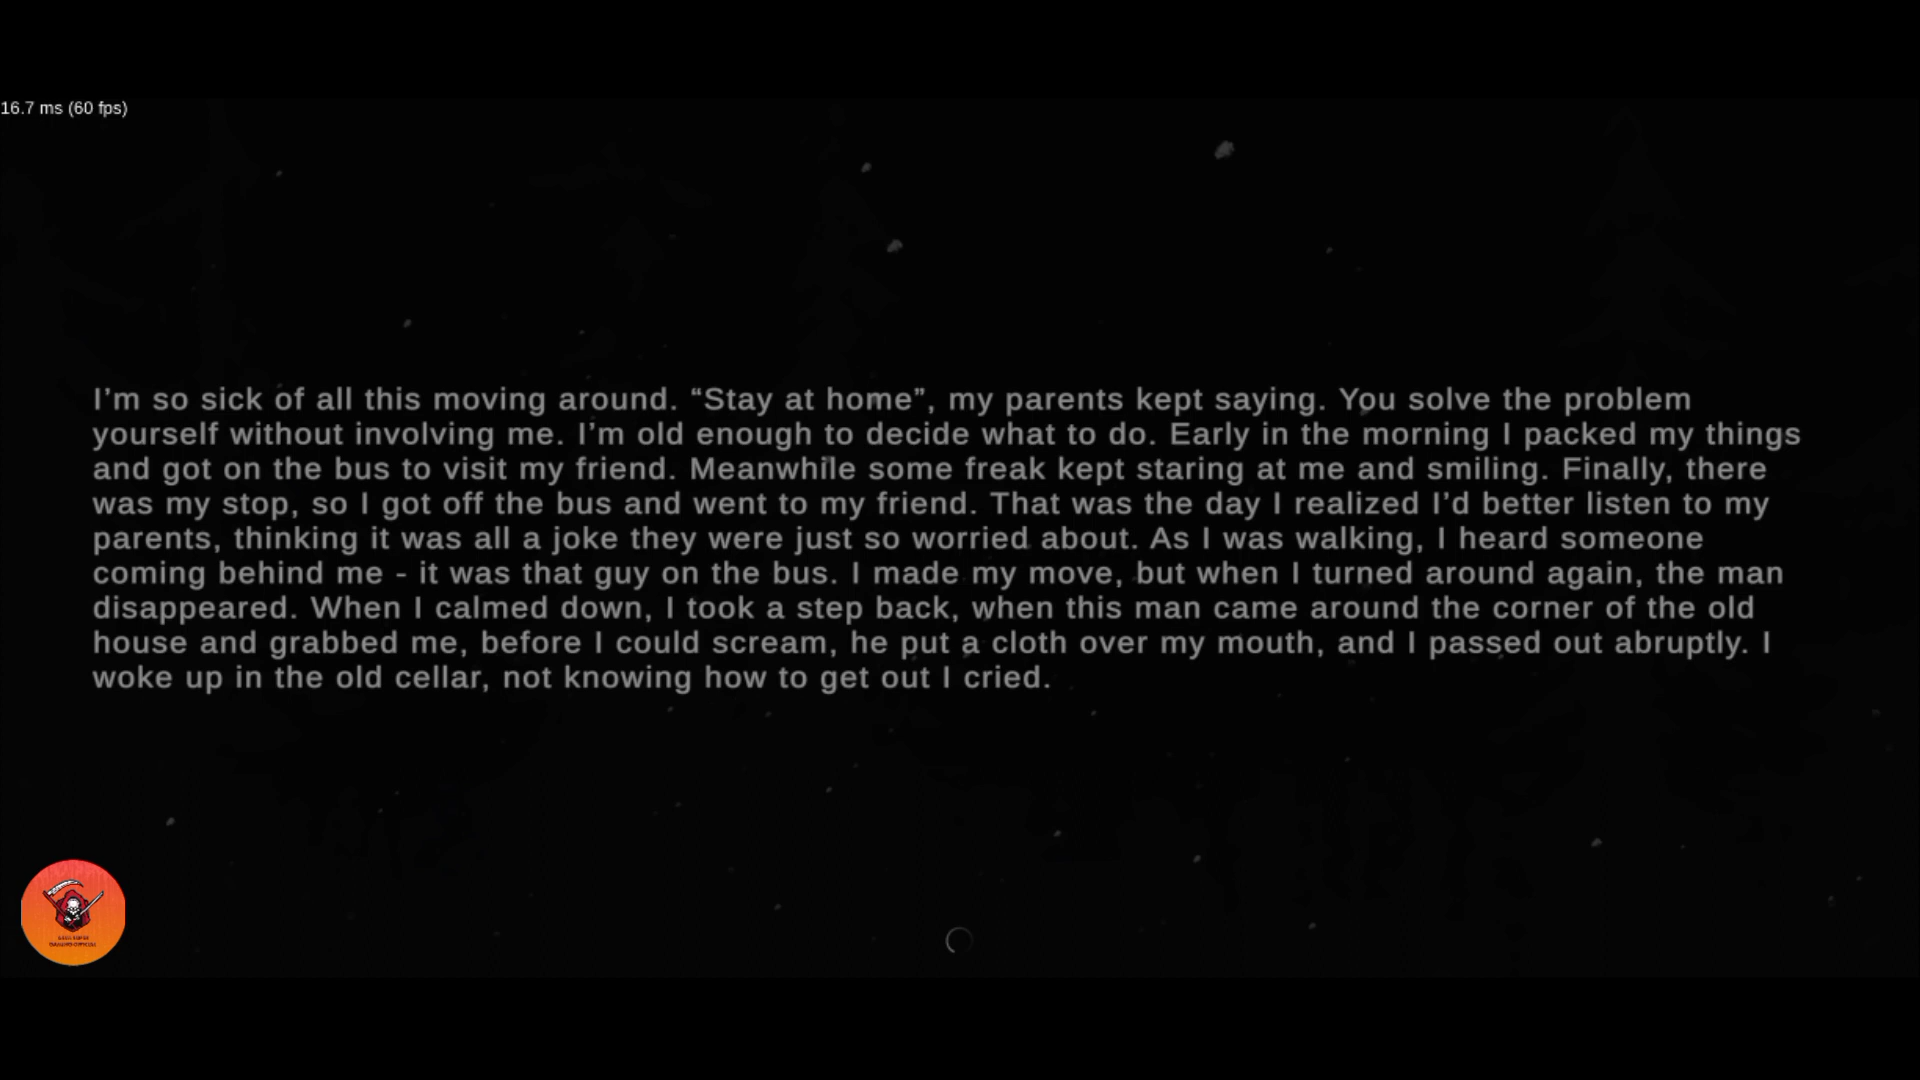 16.7 ms (60 fps)
I’m so sick of all this moving around. “Stay at home”, my parents kept saying. You solve the problem
yourself without involving me. I’m old enough to decide what to do. Early in the morning I packed my things
and got on the bus to visit my friend. Meanwhile some freak kept staring at me and smiling. Finally, there
was my stop, so I got off the bus and went to my friend. That was the day I realized I’d better listen to my
parents, thinking it was all a joke they were just so worried about. As I was walking, I heard someone
coming behind me - it was that guy on the bus. I made my move, but when I turned around again, the man
disappeared. When I calmed down, I took a step back, when this man came around the corner of the old
house and grabbed me, before I could scream, he put a cloth over my mouth, and I passed out abruptly. I
woke up in the old cellar, not knowing how to get out I cried.